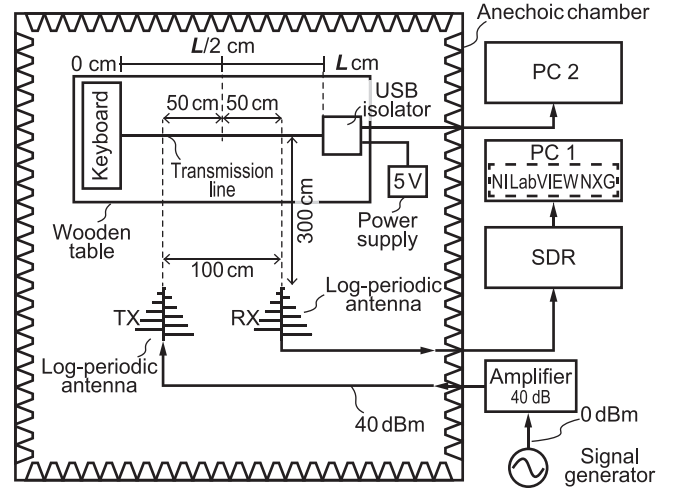 Anechoic chamber
L/2 cm
0 cm
L cm
USB
isolator
PC 2
50 cm
50 cm
Keyboard
Transmission
line
5 V
Power
supply
PC 1
NI LabVIEW NXG
Wooden
table
300 cm
100 cm
SDR
TX
RX
Log-periodic
antenna
Log-periodic
antenna
Amplifier
40 dB
40 dBm
0 dBm
Signal
generator